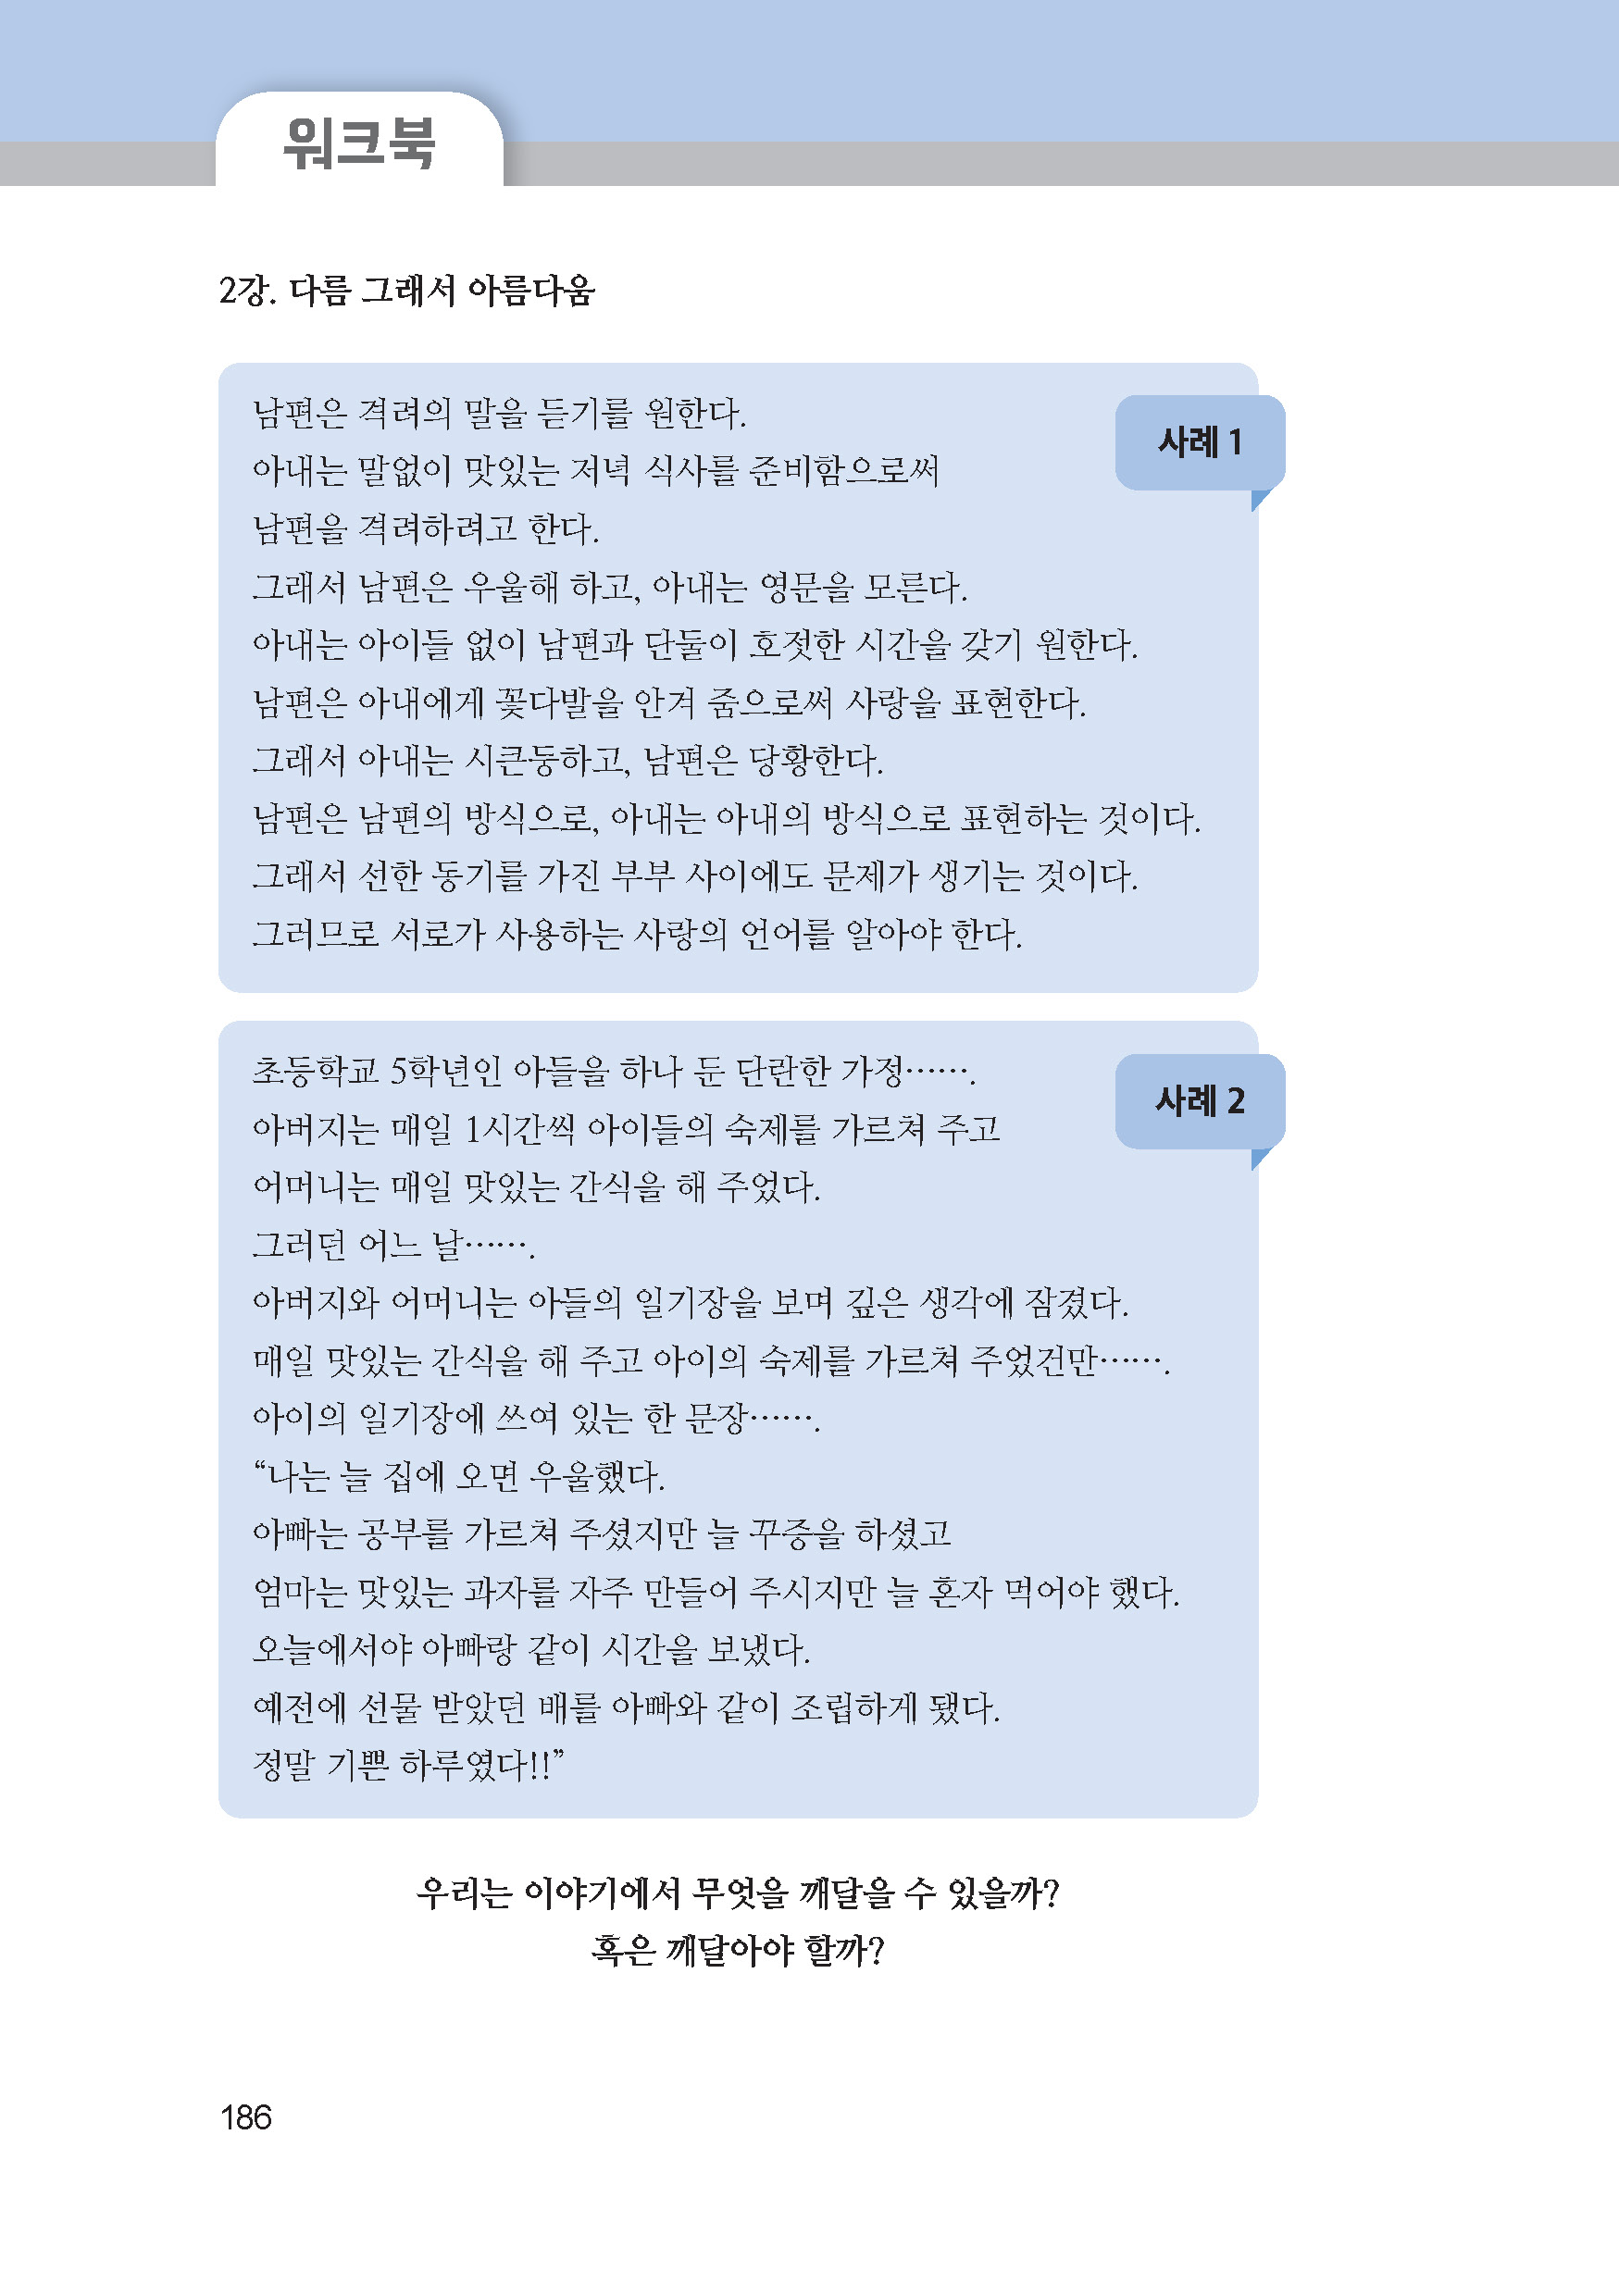 워크북
2강. 다름 그래서 아름다움
사례 1
남편은 격려의 말을 듣기를 원한다.
아내는 말없이 맛있는 저녁 식사를 준비함으로써
남편을 격려하려고 한다.
그래서 남편은 우울해 하고, 아내는 영문을 모른다.
아내는 아이들 없이 남편과 단둘이 호젓한 시간을 갖기 원한다.
남편은 아내에게 꽃다발을 안겨 줌으로써 사랑을 표현한다.
그래서 아내는 시큰둥하고, 남편은 당황한다.
남편은 남편의 방식으로, 아내는 아내의 방식으로 표현하는 것이다.
그래서 선한 동기를 가진 부부 사이에도 문제가 생기는 것이다.
그러므로 서로가 사용하는 사랑의 언어를 알아야 한다.
사례 2
초등학교 5학년인 아들을 하나 둔 단란한 가정…….
아버지는 매일 1시간씩 아이들의 숙제를 가르쳐 주고
어머니는 매일 맛있는 간식을 해 주었다.
그러던 어느 날…….
아버지와 어머니는 아들의 일기장을 보며 깊은 생각에 잠겼다.
매일 맛있는 간식을 해 주고 아이의 숙제를 가르쳐 주었건만…….
아이의 일기장에 쓰여 있는 한 문장…….
“나는 늘 집에 오면 우울했다.
아빠는 공부를 가르쳐 주셨지만 늘 꾸중을 하셨고
엄마는 맛있는 과자를 자주 만들어 주시지만 늘 혼자 먹어야 했다.
오늘에서야 아빠랑 같이 시간을 보냈다.
예전에 선물 받았던 배를 아빠와 같이 조립하게 됐다.
정말 기쁜 하루였다!!”
우리는 이야기에서 무엇을 깨달을 수 있을까?
혹은 깨달아야 할까?
186